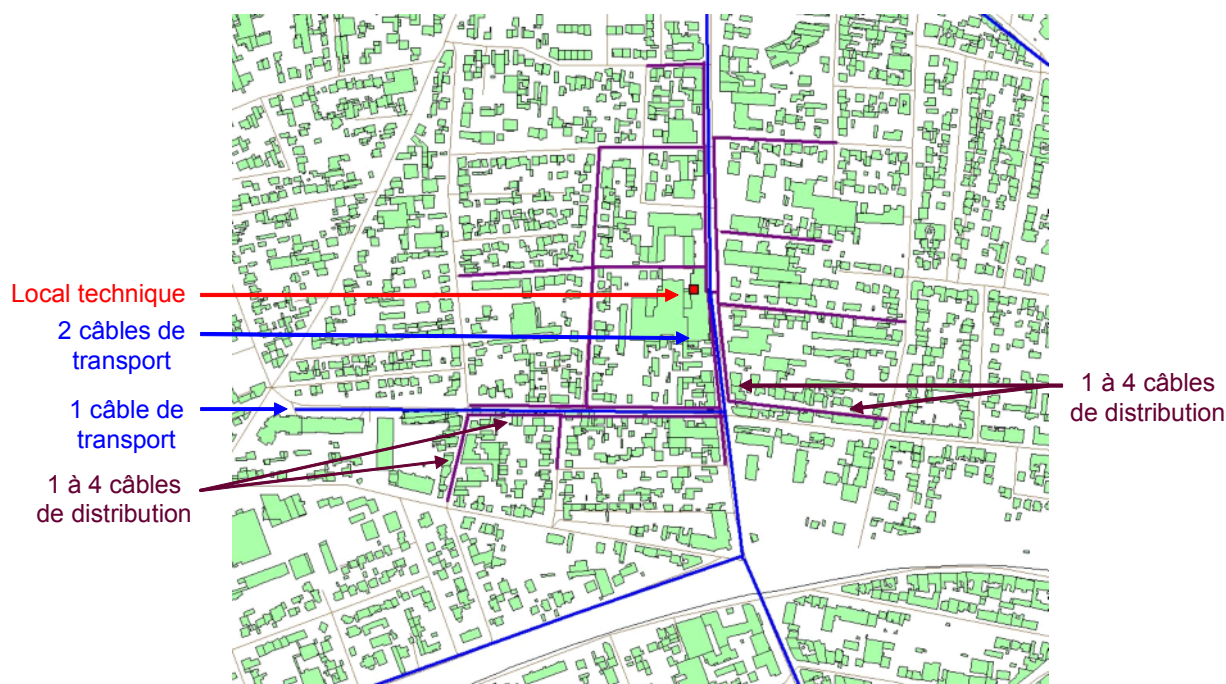 Local technique
2 câbles de
transport
1 câble de
transport
1 à 4 câbles
de distribution
1 à 4 câbles
de distribution